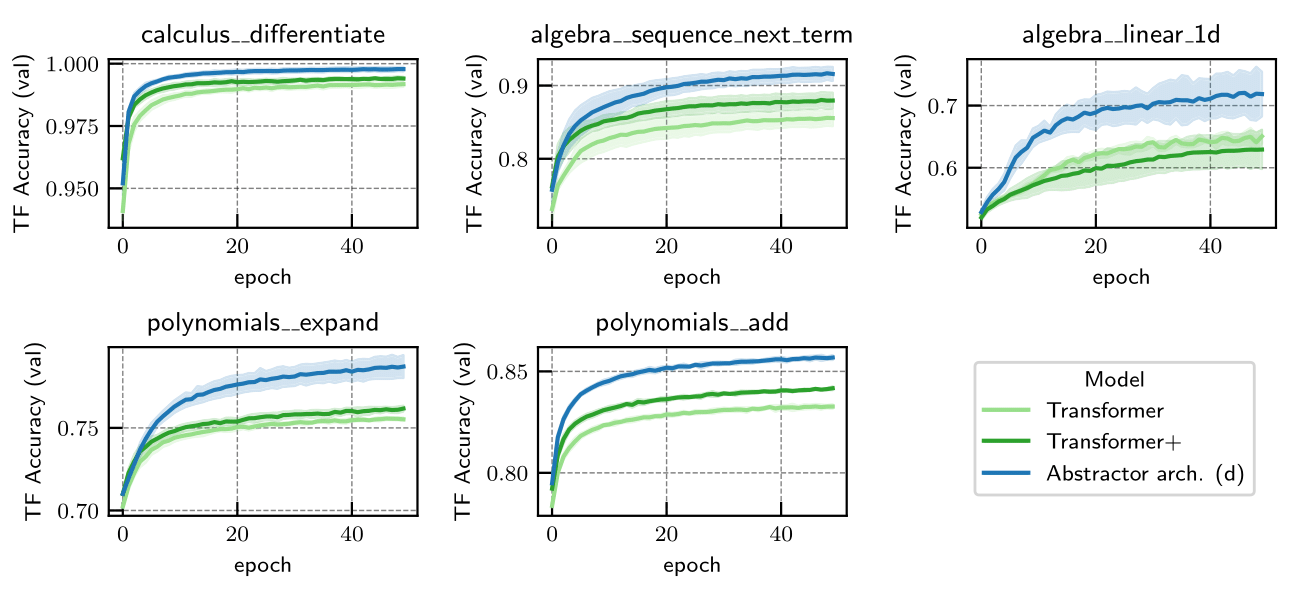 calculus__differentiate
TF Accuracy (val)
1.000
0.975
0.950
0 20 40
epoch
algebra__sequence_next_term
TF Accuracy (val)
0.9
0.8
0 20 40
epoch
algebra__linear_1d
TF Accuracy (val)
0.7
0.6
0 20 40
epoch
polynomials__expand
TF Accuracy (val)
0.75
0.70
0 20 40
epoch
polynomials__add
TF Accuracy (val)
0.85
0.80
0 20 40
epoch
Model
Transformer
Transformer+
Abstractor arch. (d)